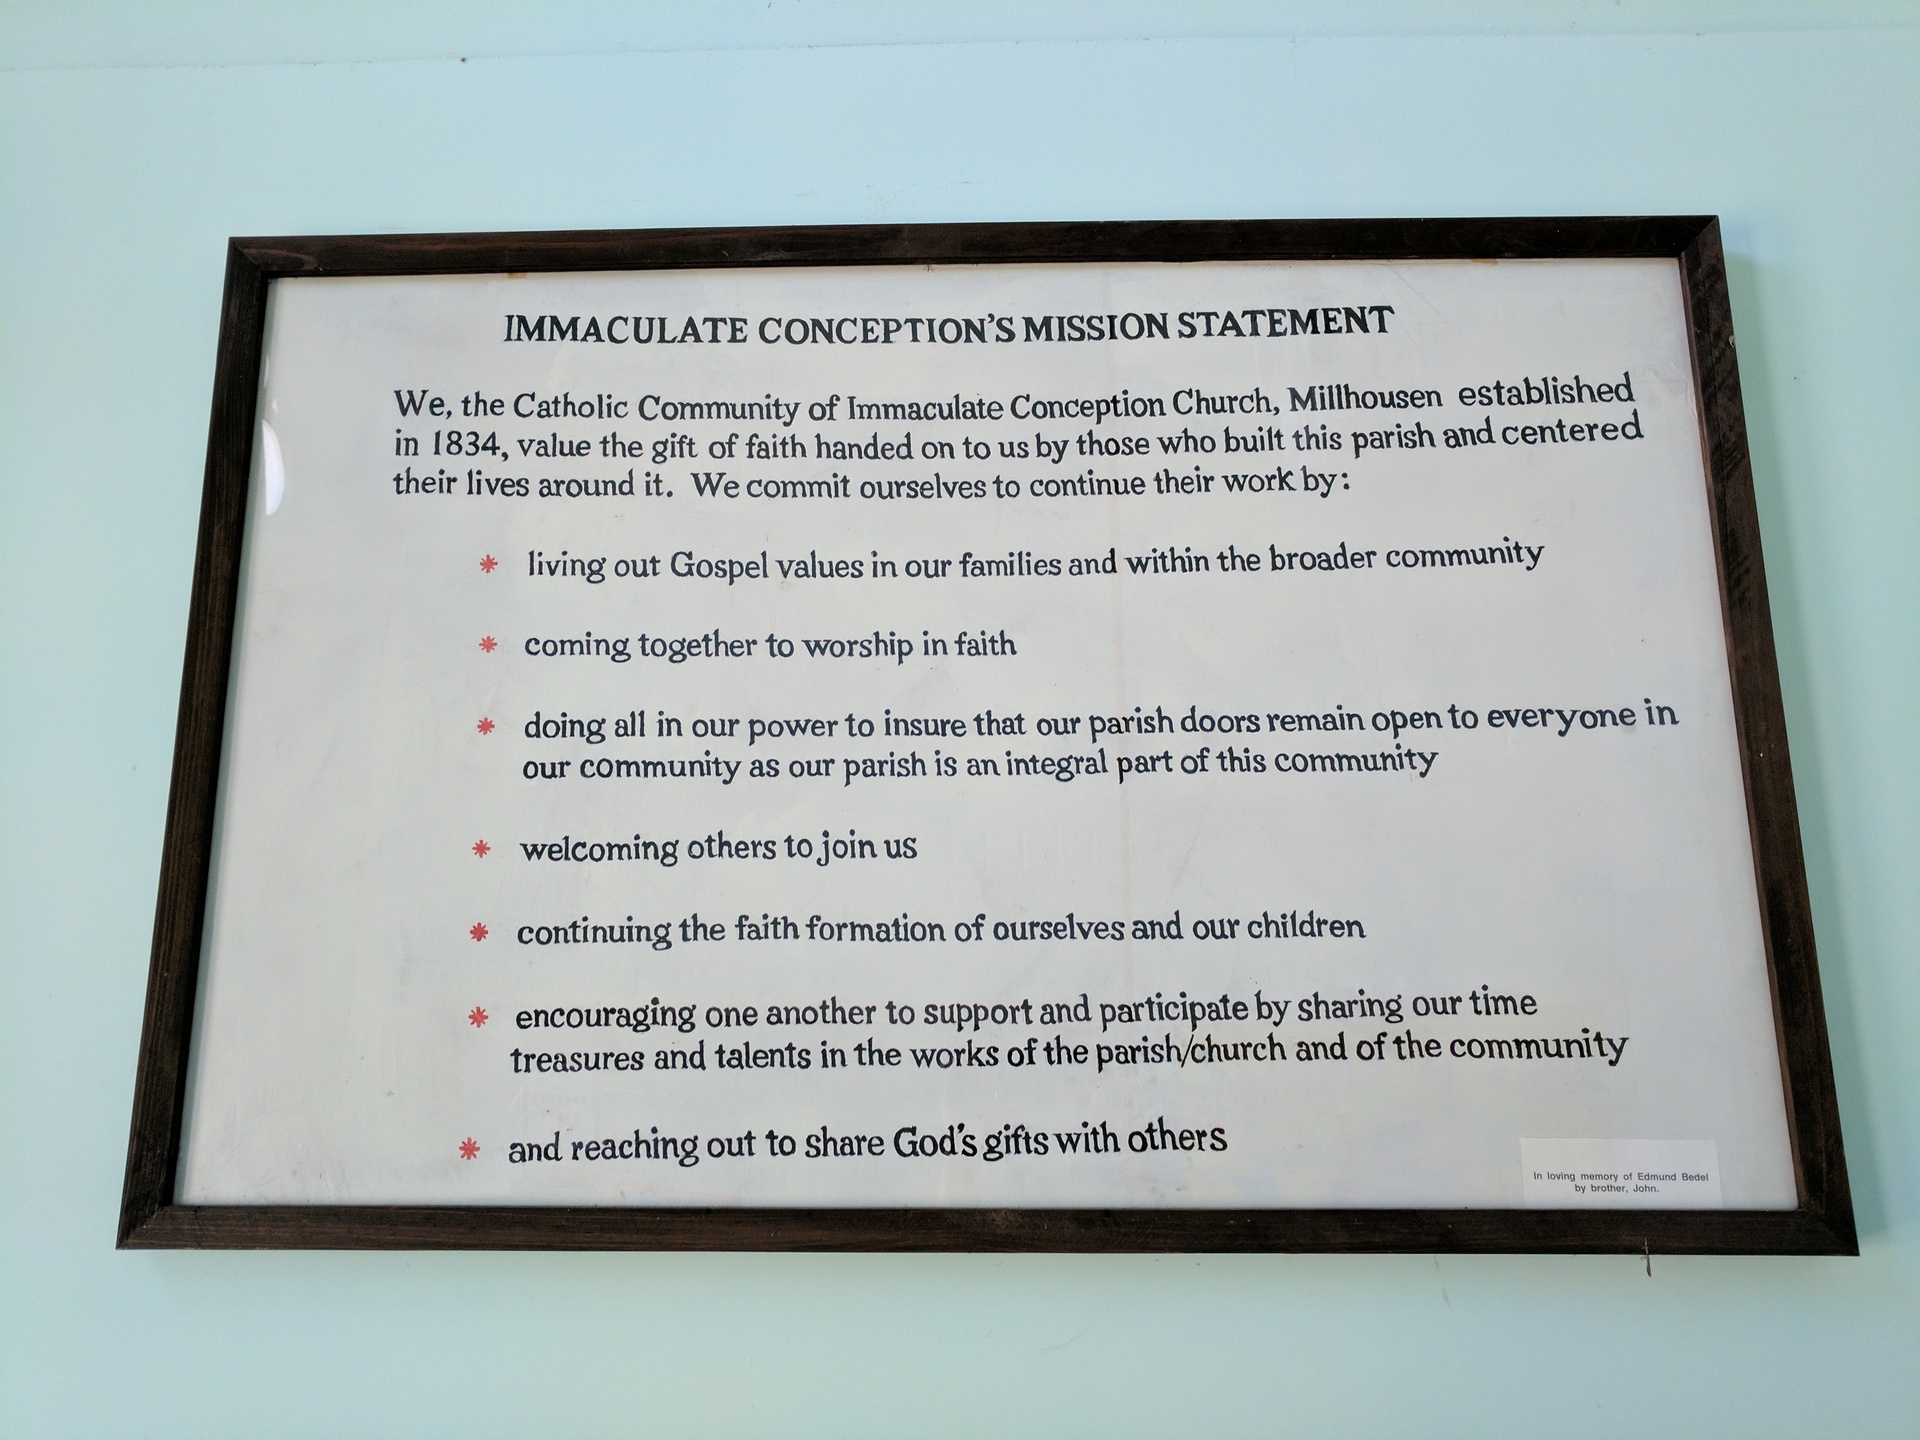 IMMACULATE CONCEPTION'S MISSION STATEMENT
We, the Catholic Community of Immaculate Conception Church, Millhousen established
in 1834, value the gift of faith handed on to us by those who built this parish and centered
their lives around it. We commit ourselves to continue their work by:
* living out Gospel values in our families and within the broader community
* coming together to worship in faith
* doing all in our power to insure that our parish doors remain open to everyone in
our community as our parish is an integral part of this community
* welcoming others to join us
* continuing the faith formation of ourselves and our children
* encouraging one another to support and participate by sharing our time
treasures and talents in the works of the parish/church and of the community
* and reaching out to share God's gifts with others
In loving memory of Edmund Bedel
by brother, John.